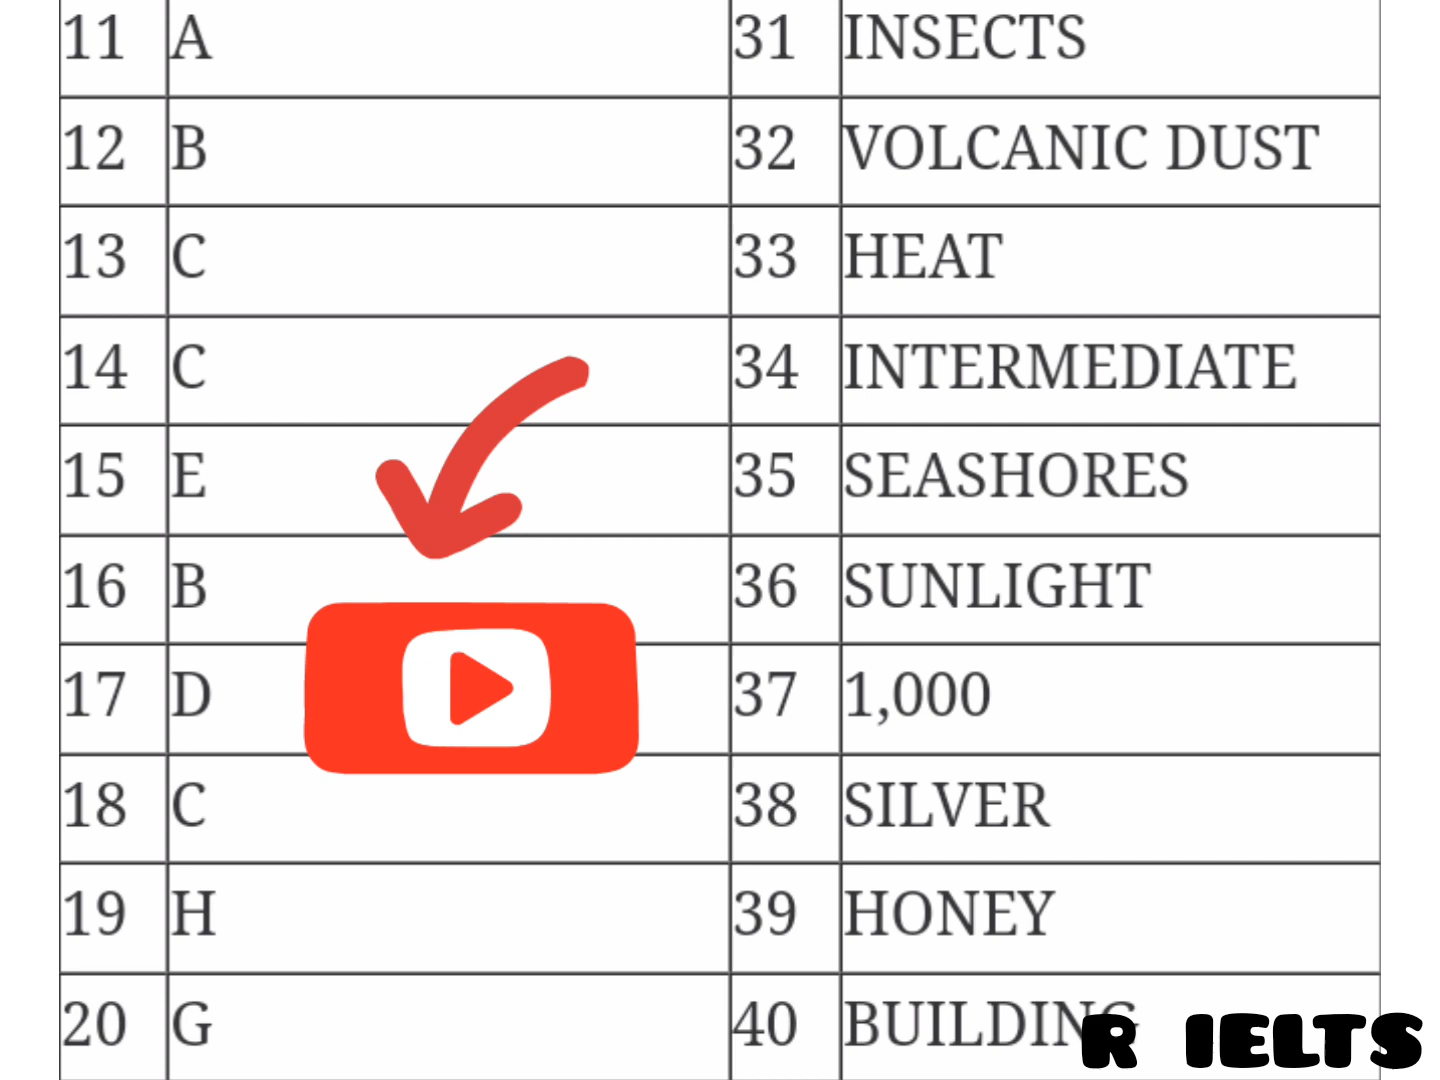 11 A 31 INSECTS
12 B 32 VOLCANIC DUST
13 C 33 HEAT
14 C 34 INTERMEDIATE
15 E 35 SEASHORES
16 B 36 SUNLIGHT
17 D 37 1,000
18 C 38 SILVER
19 H 39 HONEY
20 G 40 BUILDING
R IELTS